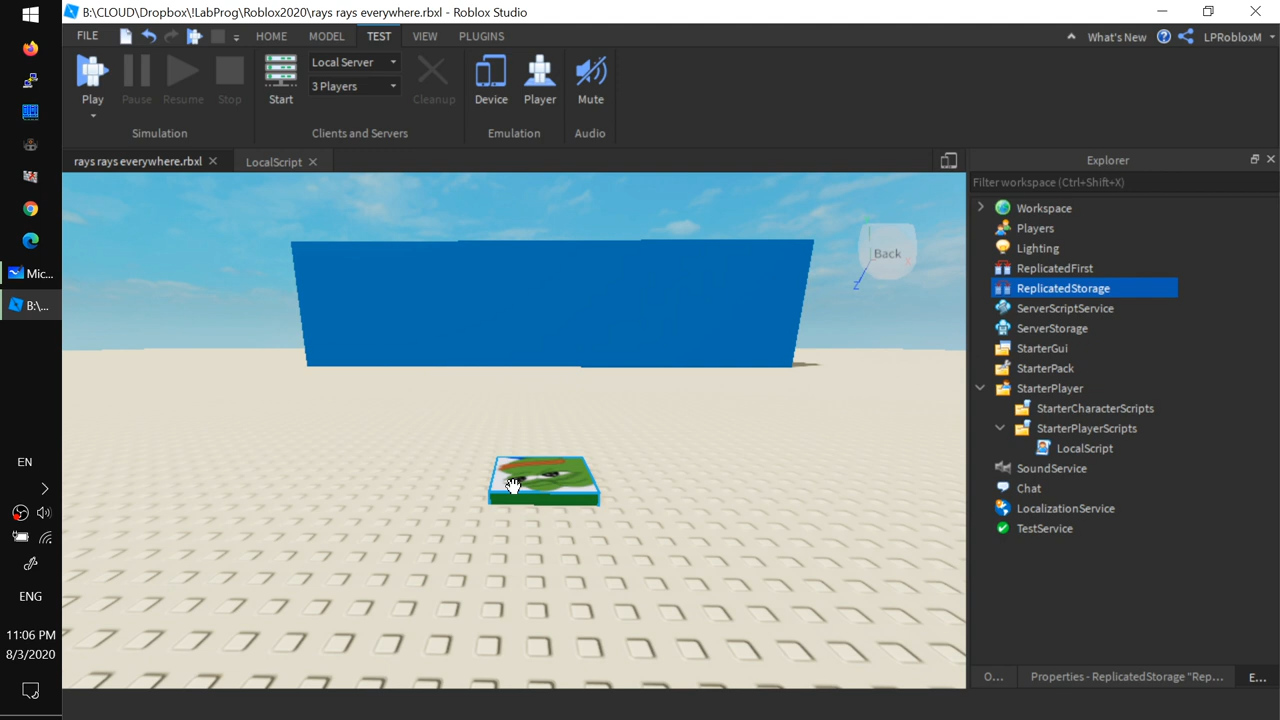 B:\CLOUD\Dropbox\!LabProg\Roblox2020\rays rays everywhere.rbxl - Roblox Studio
FILE HOME MODEL TEST VIEW PLUGINS What's New LPRobloxM
Play Pause Resume Stop
Simulation
Start
Local Server
3 Players
Cleanup
Clients and Servers
Device Player
Emulation
Mute
Audio
rays rays everywhere.rbxl
LocalScript
Back
Z
Explorer
Filter workspace (Ctrl+Shift+X)
Workspace
Players
Lighting
ReplicatedFirst
ReplicatedStorage
ServerScriptService
ServerStorage
StarterGui
StarterPack
StarterPlayer
StarterCharacterScripts
StarterPlayerScripts
LocalScript
SoundService
Chat
LocalizationService
TestService
O...
Properties - ReplicatedStorage "Rep...
E...
Mic...
B:\...
EN
ENG
11:06 PM
8/3/2020